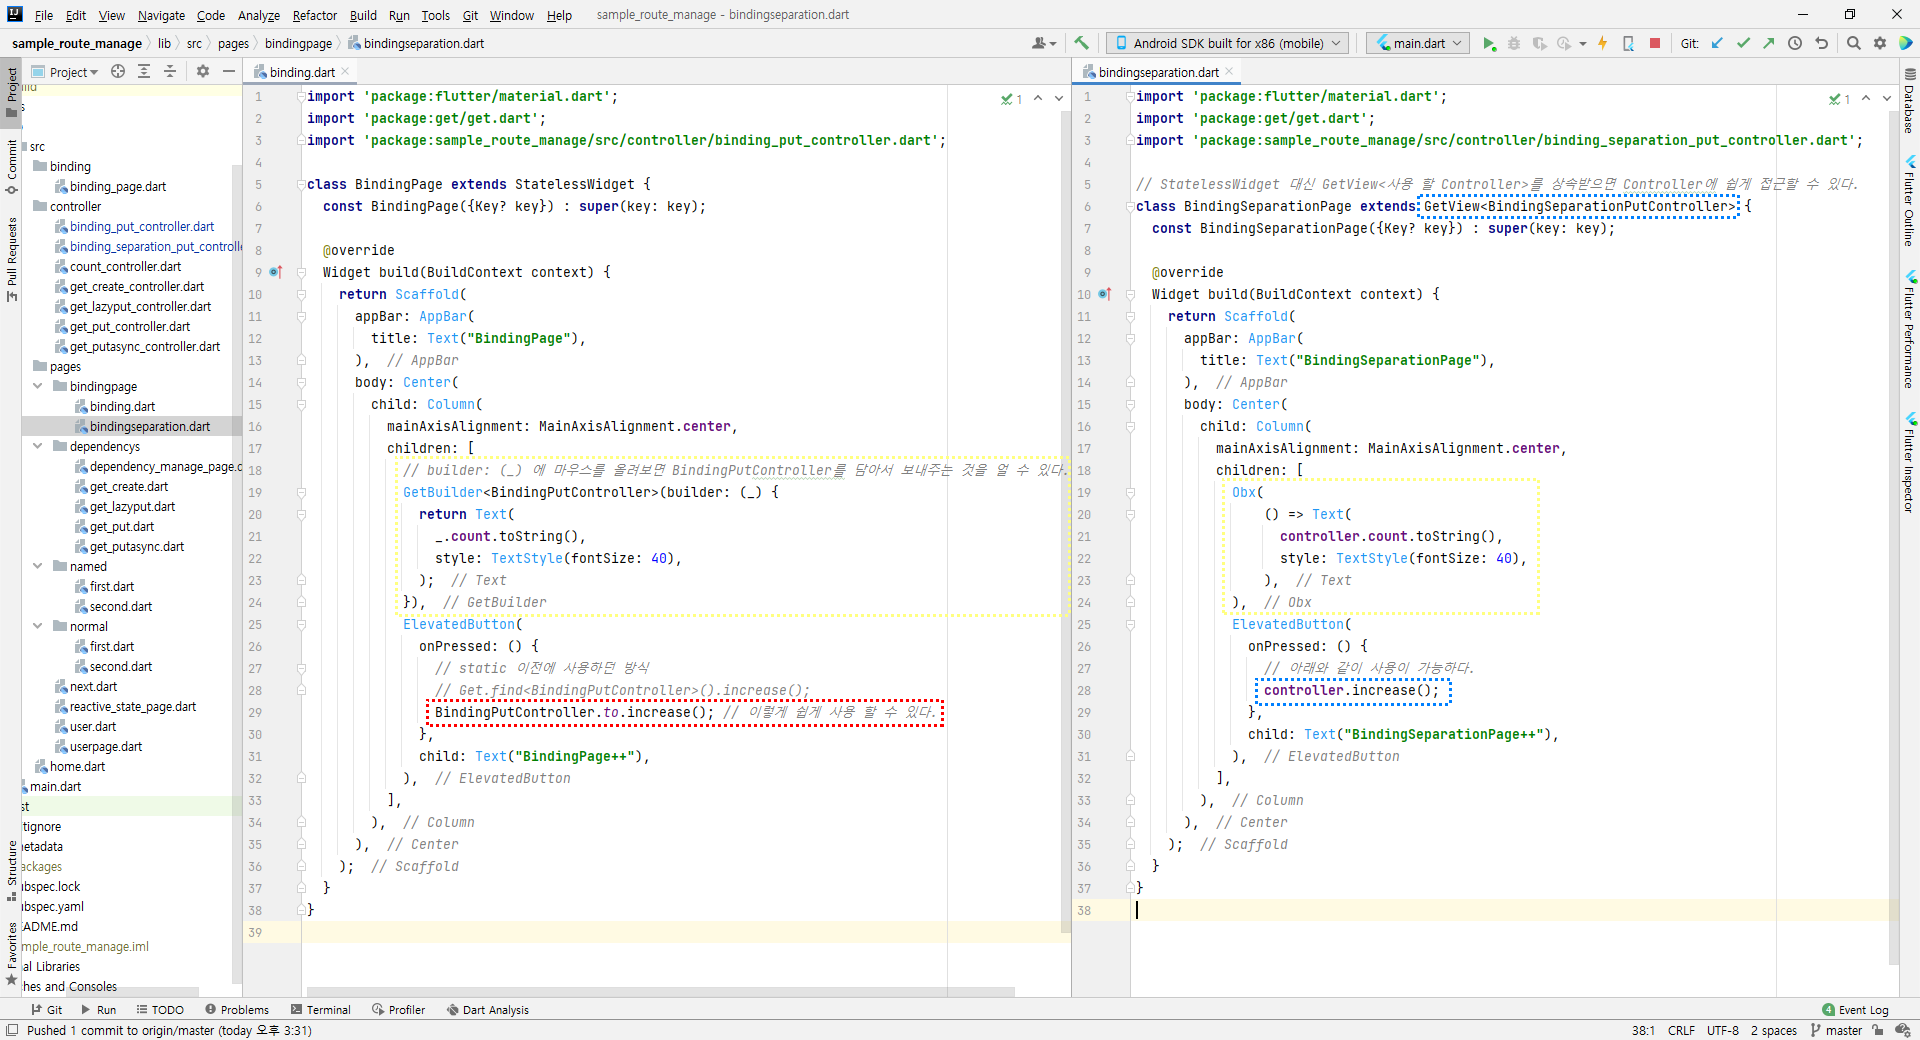 File Edit View Navigate Code Analyze Refactor Build Run Tools Git Window Help sample_route_manage - bindingseparation.dart
sample_route_manage lib src pages bindingpage bindingseparation.dart Android SDK built for x86 (mobile) main.dart Git:
Project
Project
Commit
Pull Requests
Structure
Favorites
src
binding
binding_page.dart
controller
binding_put_controller.dart
binding_separation_put_controlle
count_controller.dart
get_create_controller.dart
get_lazyput_controller.dart
get_put_controller.dart
get_putasync_controller.dart
pages
bindingpage
binding.dart
bindingseparation.dart
dependencys
dependency_manage_page.d
get_create.dart
get_lazyput.dart
get_put.dart
get_putasync.dart
named
first.dart
second.dart
normal
first.dart
second.dart
next.dart
reactive_state_page.dart
user.dart
userpage.dart
home.dart
main.dart
st
tignore
etadata
ackages
ubspec.lock
ubspec.yaml
EADME.md
mple_route_manage.iml
al Libraries
hes and Consoles
binding.dart
1 import 'package:flutter/material.dart'; 1
2 import 'package:get/get.dart';
3 import 'package:sample_route_manage/src/controller/binding_put_controller.dart';
4
5 class BindingPage extends StatelessWidget {
6 const BindingPage({Key? key}) : super(key: key);
7
8 @override
9 Widget build(BuildContext context) {
10 return Scaffold(
11 appBar: AppBar(
12 title: Text("BindingPage"),
13 ), // AppBar
14 body: Center(
15 child: Column(
16 mainAxisAlignment: MainAxisAlignment.center,
17 children: [
18 // builder: (_) 에 마우스를 올려보면 BindingPutController를 담아서 보내주는 것을 얼 수 있다.
19 GetBuilder<BindingPutController>(builder: (_) {
20 return Text(
21 _.count.toString(),
22 style: TextStyle(fontSize: 40),
23 ); // Text
24 }), // GetBuilder
25 ElevatedButton(
26 onPressed: () {
27 // static 이전에 사용하던 방식
28 // Get.find<BindingPutController>().increase();
29 BindingPutController.to.increase(); // 이렇게 쉽게 사용 할 수 있다.
30 },
31 child: Text("BindingPage++"),
32 ), // ElevatedButton
33 ],
34 ), // Column
35 ), // Center
36 ); // Scaffold
37 }
38 }
39
bindingseparation.dart
1 import 'package:flutter/material.dart'; 1
2 import 'package:get/get.dart';
3 import 'package:sample_route_manage/src/controller/binding_separation_put_controller.dart';
4
5 // StatelessWidget 대신 GetView<사용 할 Controller>를 상속받으면 Controller에 쉽게 접근할 수 있다.
6 class BindingSeparationPage extends GetView<BindingSeparationPutController> {
7 const BindingSeparationPage({Key? key}) : super(key: key);
8
9 @override
10 Widget build(BuildContext context) {
11 return Scaffold(
12 appBar: AppBar(
13 title: Text("BindingSeparationPage"),
14 ), // AppBar
15 body: Center(
16 child: Column(
17 mainAxisAlignment: MainAxisAlignment.center,
18 children: [
19 Obx(
20 () => Text(
21 controller.count.toString(),
22 style: TextStyle(fontSize: 40),
23 ), // Text
24 ), // Obx
25 ElevatedButton(
26 onPressed: () {
27 // 아래와 같이 사용이 가능하다.
28 controller.increase();
29 },
30 child: Text("BindingSeparationPage++"),
31 ), // ElevatedButton
32 ],
33 ), // Column
34 ), // Center
35 ); // Scaffold
36 }
37 }
38
Database
Flutter Outline
Flutter Performance
Flutter Inspector
Git Run TODO Problems Terminal Profiler Dart Analysis 4 Event Log
Pushed 1 commit to origin/master (today 오후 3:31) 38:1 CRLF UTF-8 2 spaces master